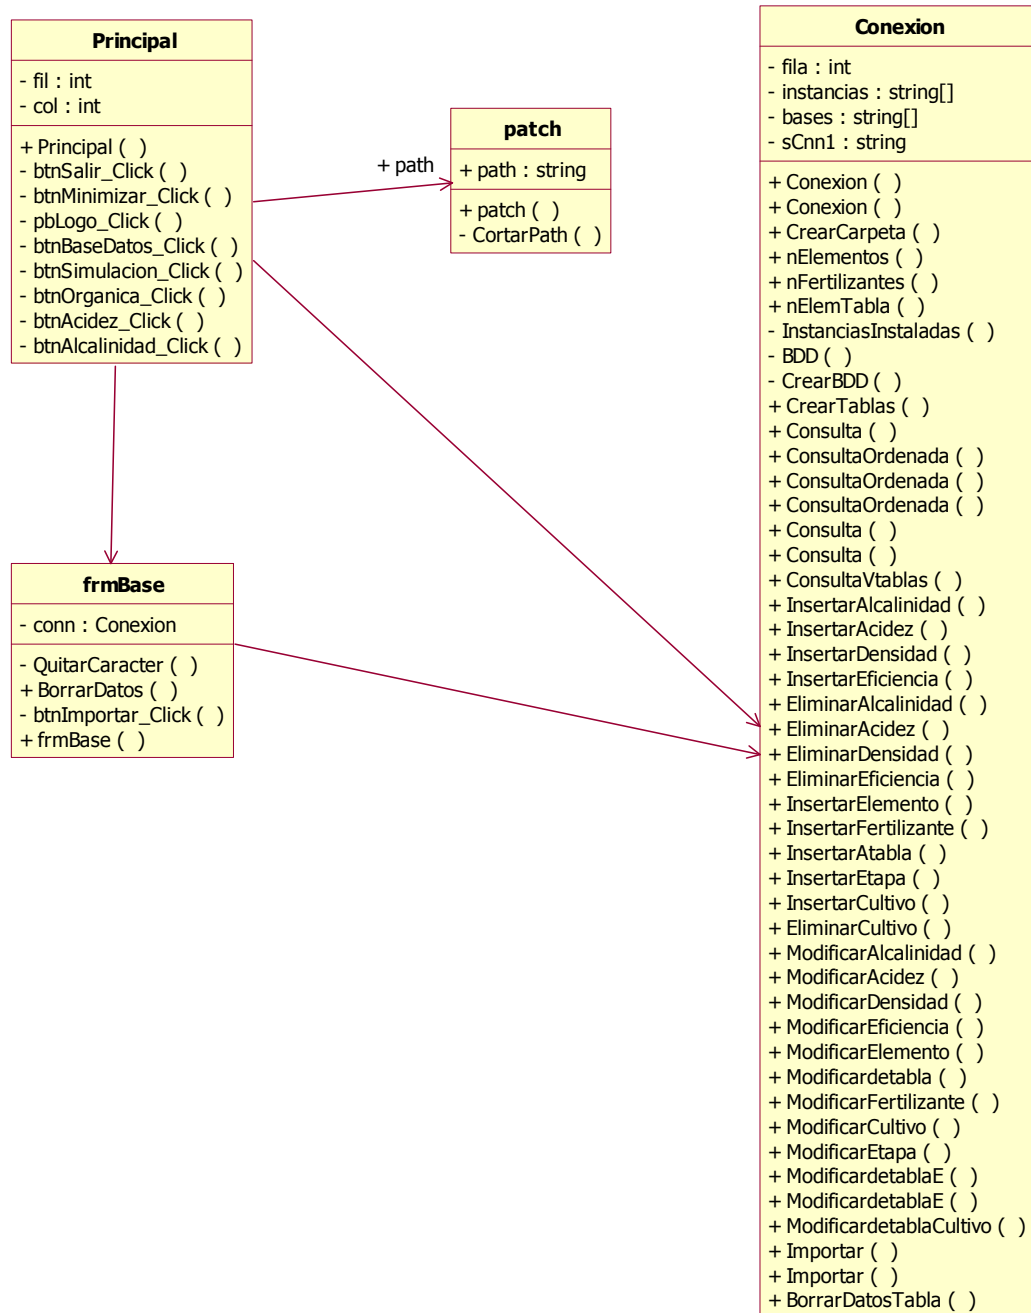 Principal
- fil : int
- col : int
+ Principal ( )
- btnSalir_Click ( )
- btnMinimizar_Click ( )
- pbLogo_Click ( )
- btnBaseDatos_Click ( )
- btnSimulacion_Click ( )
- btnOrganica_Click ( )
- btnAcidez_Click ( )
- btnAlcalinidad_Click ( )
+ path
patch
+ path : string
+ patch ( )
- CortarPath ( )
frmBase
- conn : Conexion
- QuitarCaracter ( )
+ BorrarDatos ( )
- btnImportar_Click ( )
+ frmBase ( )
Conexion
- fila : int
- instancias : string[]
- bases : string[]
- sCnn1 : string
+ Conexion ( )
+ Conexion ( )
+ CrearCarpeta ( )
+ nElementos ( )
+ nFertilizantes ( )
+ nElemTabla ( )
- InstanciasInstaladas ( )
- BDD ( )
- CrearBDD ( )
+ CrearTablas ( )
+ Consulta ( )
+ ConsultaOrdenada ( )
+ ConsultaOrdenada ( )
+ ConsultaOrdenada ( )
+ Consulta ( )
+ Consulta ( )
+ ConsultaVtablas ( )
+ InsertarAlcalinidad ( )
+ InsertarAcidez ( )
+ InsertarDensidad ( )
+ InsertarEficiencia ( )
+ EliminarAlcalinidad ( )
+ EliminarAcidez ( )
+ EliminarDensidad ( )
+ EliminarEficiencia ( )
+ InsertarElemento ( )
+ InsertarFertilizante ( )
+ InsertarAtabla ( )
+ InsertarEtapa ( )
+ InsertarCultivo ( )
+ EliminarCultivo ( )
+ ModificarAlcalinidad ( )
+ ModificarAcidez ( )
+ ModificarDensidad ( )
+ ModificarEficiencia ( )
+ ModificarElemento ( )
+ Modificardetabla ( )
+ ModificarFertilizante ( )
+ ModificarCultivo ( )
+ ModificarEtapa ( )
+ ModificardetablaE ( )
+ ModificardetablaE ( )
+ ModificardetablaCultivo ( )
+ Importar ( )
+ Importar ( )
+ BorrarDatosTabla ( )